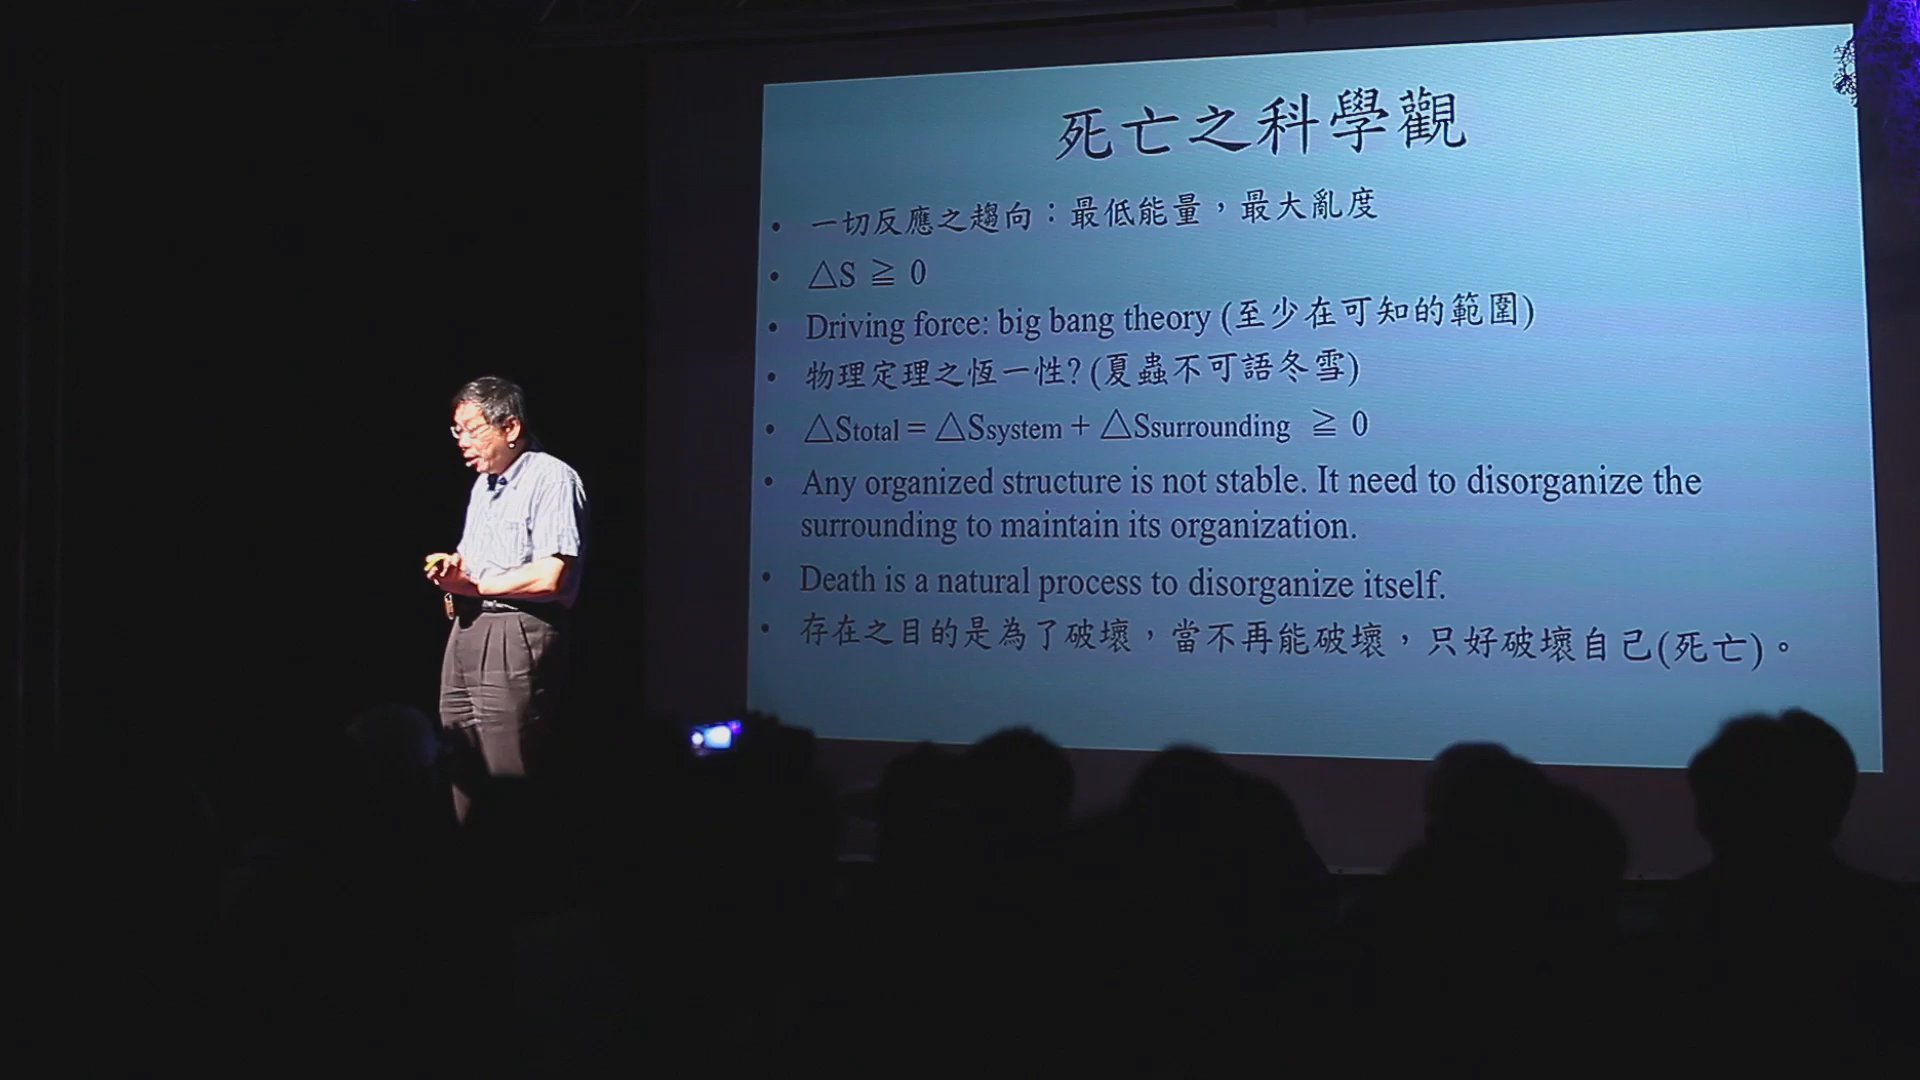 死亡之科學觀
• 一切反應之趨向：最低能量，最大亂度
• △S ≧ 0
• Driving force: big bang theory (至少在可知的範圍)
• 物理定理之恆一性? (夏蟲不可語冬雪)
• △Stotal = △Ssystem + △Ssurrounding ≧ 0
• Any organized structure is not stable. It need to disorganize the
surrounding to maintain its organization.
• Death is a natural process to disorganize itself.
• 存在之目的是為了破壞，當不再能破壞，只好破壞自己(死亡)。